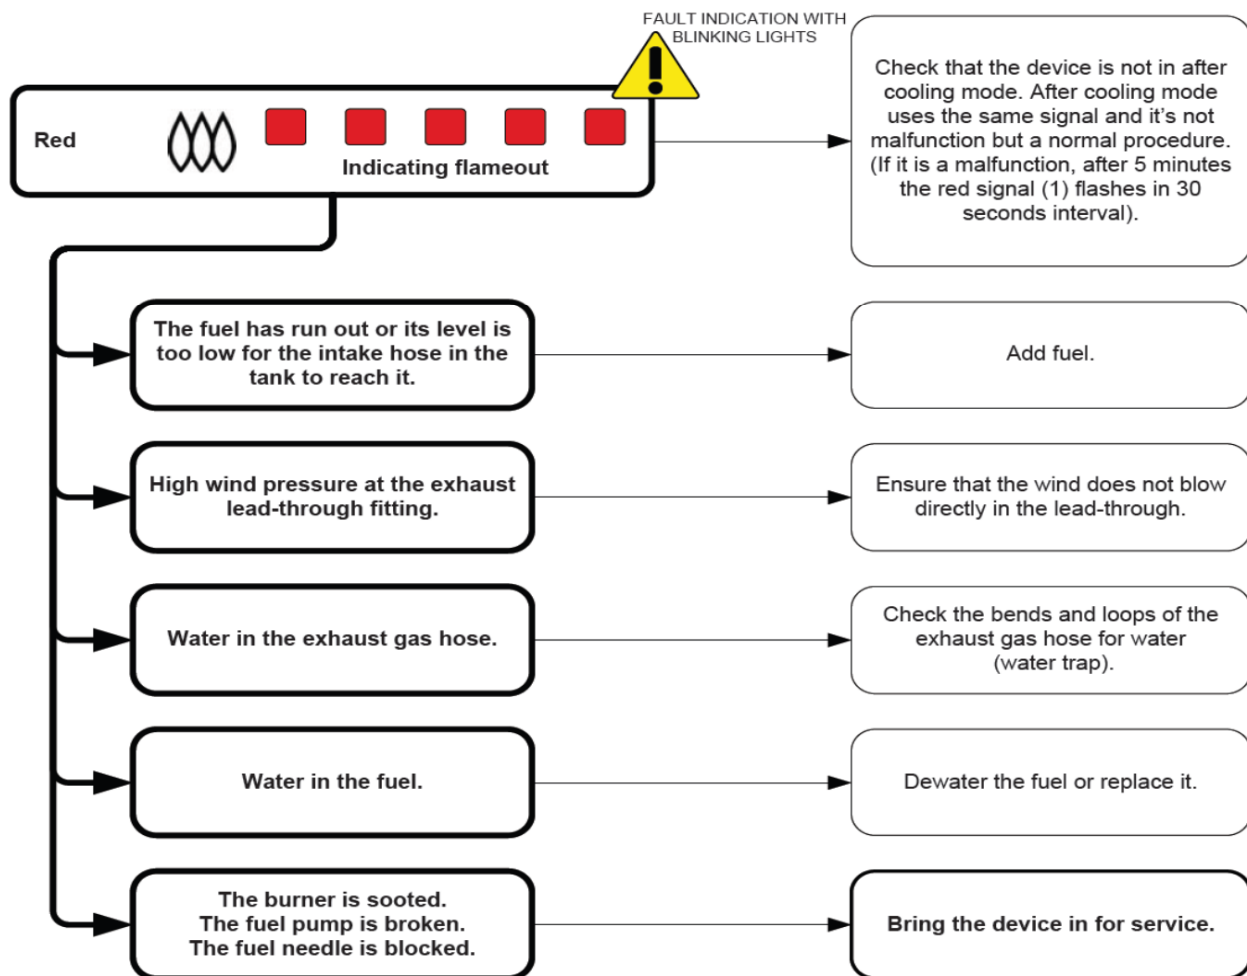 FAULT INDICATION WITH
BLINKING LIGHTS
Red
Indicating flameout
Check that the device is not in after
cooling mode. After cooling mode
uses the same signal and it’s not
malfunction but a normal procedure.
(If it is a malfunction, after 5 minutes
the red signal (1) flashes in 30
seconds interval).
The fuel has run out or its level is
too low for the intake hose in the
tank to reach it.
Add fuel.
High wind pressure at the exhaust
lead-through fitting.
Ensure that the wind does not blow
directly in the lead-through.
Water in the exhaust gas hose.
Check the bends and loops of the
exhaust gas hose for water
(water trap).
Water in the fuel.
Dewater the fuel or replace it.
The burner is sooted.
The fuel pump is broken.
The fuel needle is blocked.
Bring the device in for service.